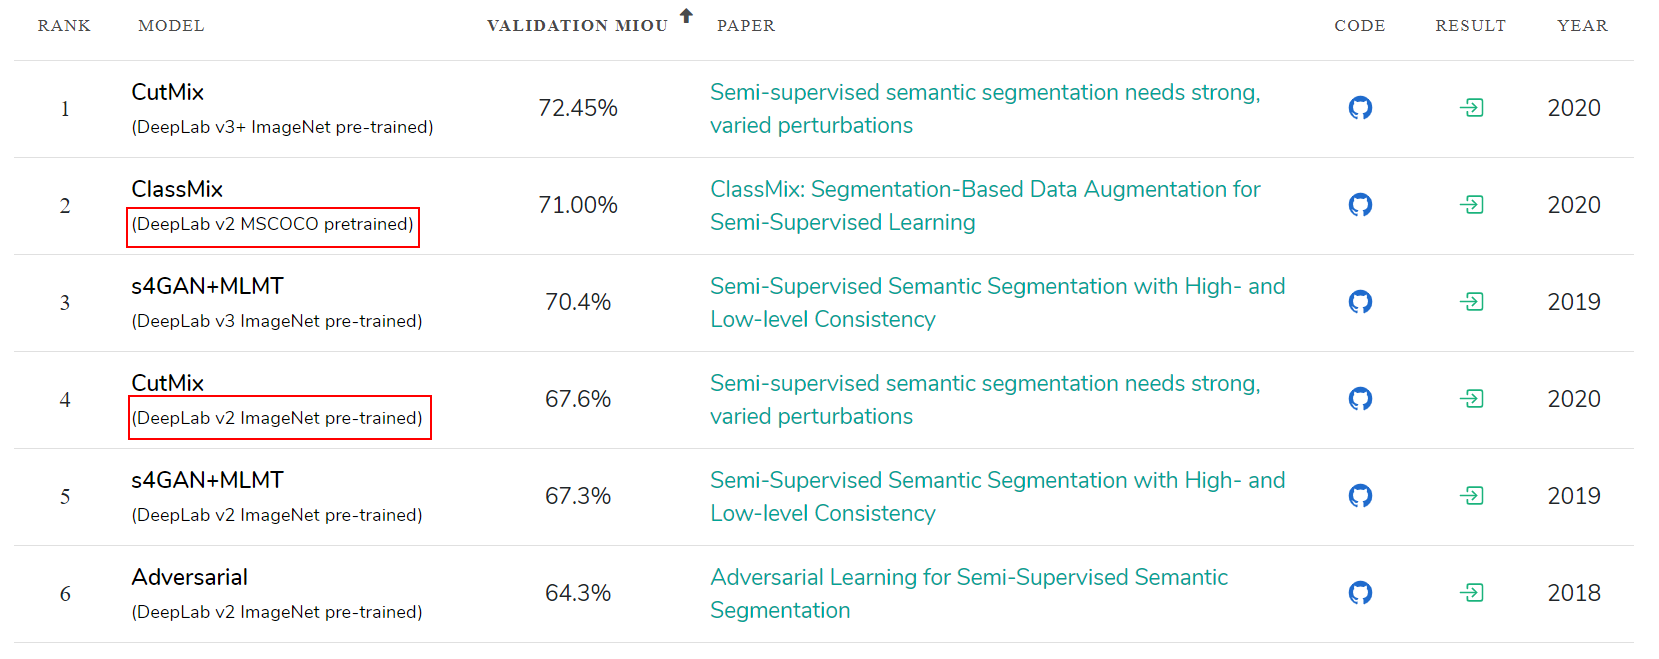 RANK MODEL VALIDATION MIOU PAPER CODE RESULT YEAR
1 CutMix 72.45% Semi-supervised semantic segmentation needs strong, 2020
(DeepLab v3+ ImageNet pre-trained) varied perturbations
2 ClassMix 71.00% ClassMix: Segmentation-Based Data Augmentation for 2020
(DeepLab v2 MSCOCO pretrained) Semi-Supervised Learning
3 s4GAN+MLMT 70.4% Semi-Supervised Semantic Segmentation with High- and 2019
(DeepLab v3 ImageNet pre-trained) Low-level Consistency
4 CutMix 67.6% Semi-supervised semantic segmentation needs strong, 2020
(DeepLab v2 ImageNet pre-trained) varied perturbations
5 s4GAN+MLMT 67.3% Semi-Supervised Semantic Segmentation with High- and 2019
(DeepLab v2 ImageNet pre-trained) Low-level Consistency
6 Adversarial 64.3% Adversarial Learning for Semi-Supervised Semantic 2018
(DeepLab v2 ImageNet pre-trained) Segmentation